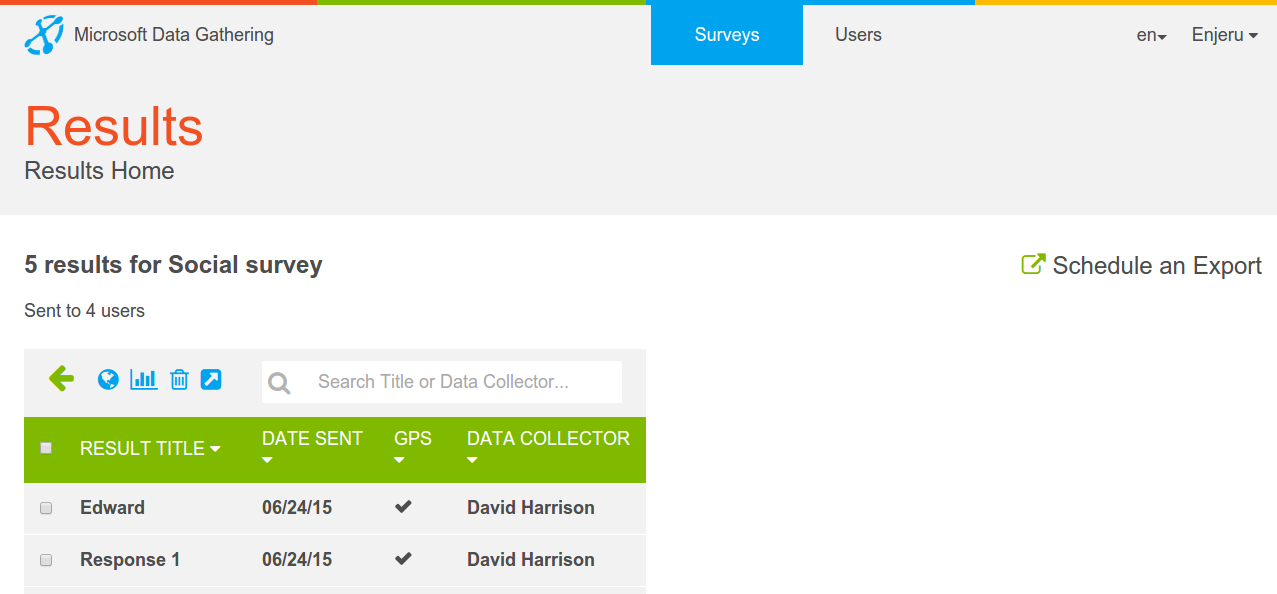 Microsoft Data Gathering
Surveys
Users
en
Enjeru
Results
Results Home
5 results for Social survey
Schedule an Export
Sent to 4 users
Search Title or Data Collector...
RESULT TITLE
DATE SENT
GPS
DATA COLLECTOR
Edward
06/24/15
David Harrison
Response 1
06/24/15
David Harrison